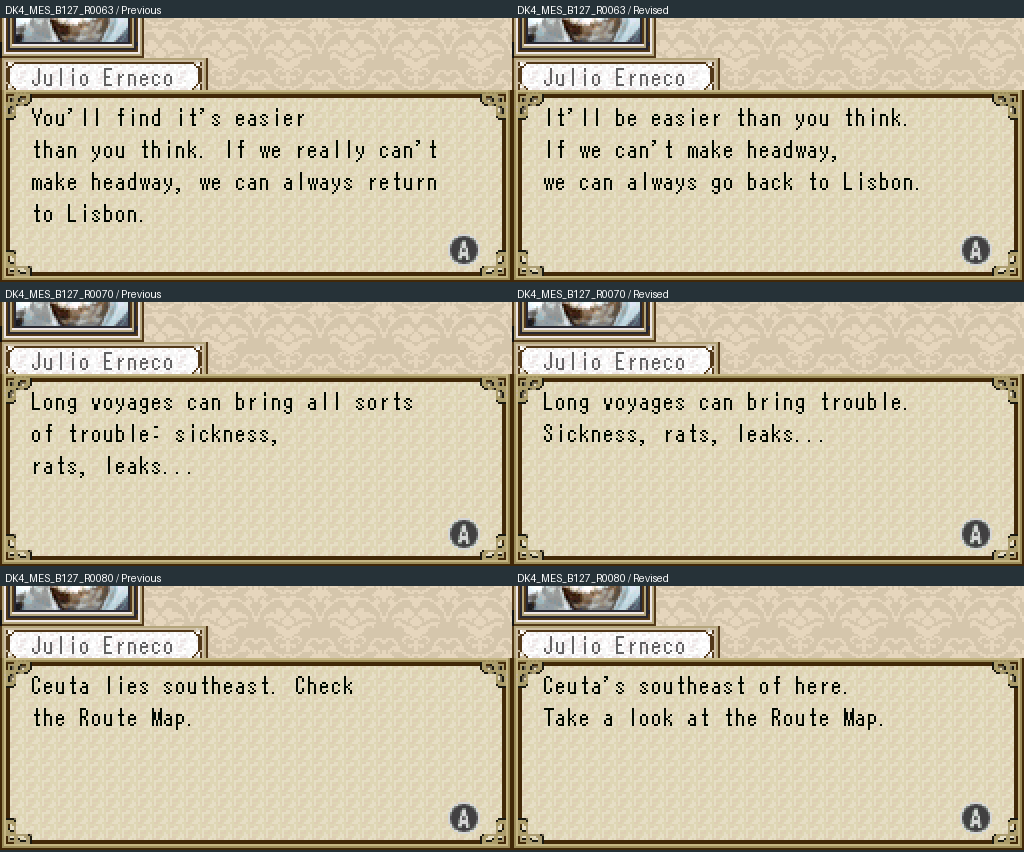 DK4_MES_B127_R0063 / Previous
Julio Erneco
You'll find it's easier
than you think. If we really can't
make headway, we can always return
to Lisbon.
A
DK4_MES_B127_R0063 / Revised
Julio Erneco
It'll be easier than you think.
If we can't make headway,
we can always go back to Lisbon.
A
DK4_MES_B127_R0070 / Previous
Julio Erneco
Long voyages can bring all sorts
of trouble: sickness,
rats, leaks...
A
DK4_MES_B127_R0070 / Revised
Julio Erneco
Long voyages can bring trouble.
Sickness, rats, leaks...
A
DK4_MES_B127_R0080 / Previous
Julio Erneco
Ceuta lies southeast. Check
the Route Map.
A
DK4_MES_B127_R0080 / Revised
Julio Erneco
Ceuta's southeast of here.
Take a look at the Route Map.
A